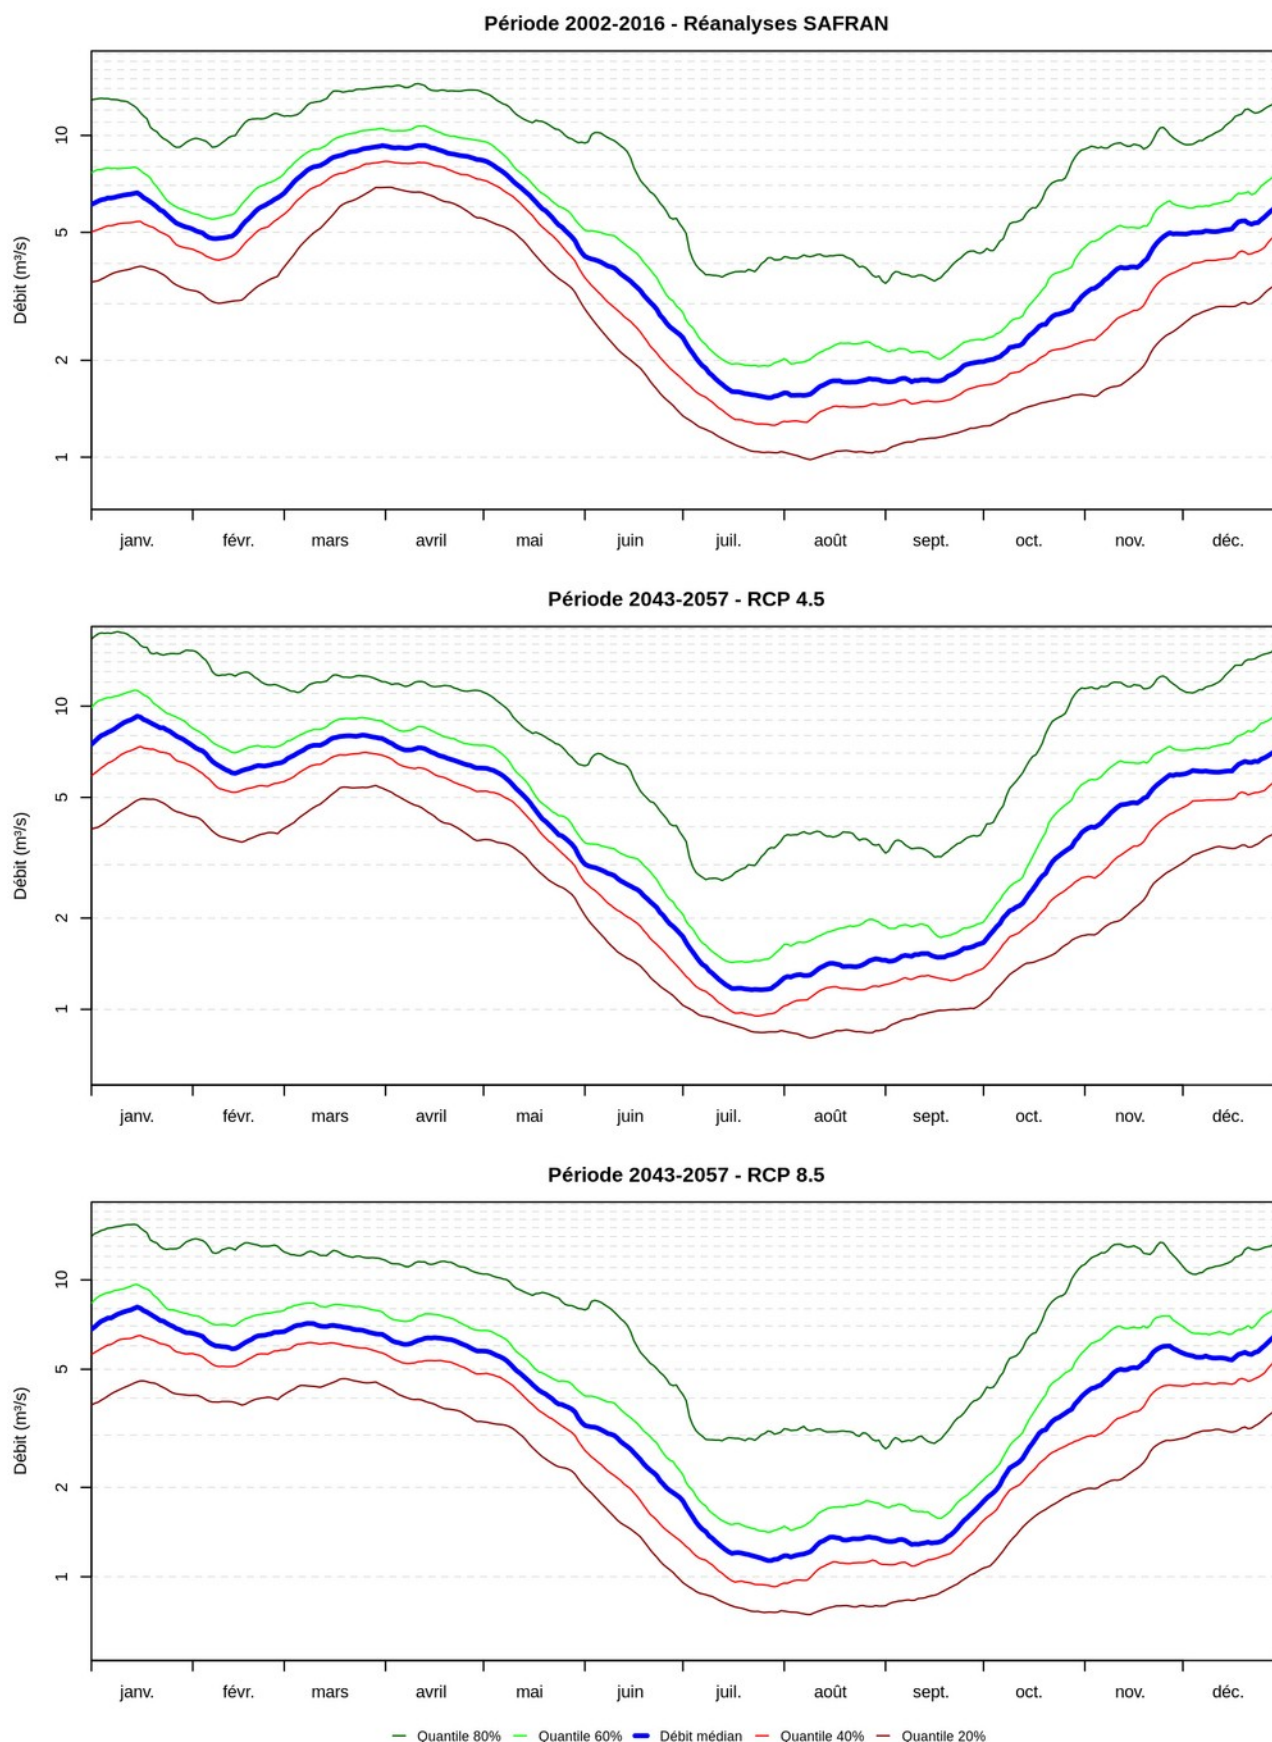 Période 2002-2016 - Réanalyses SAFRAN
Débit (m³/s)
10
5
2
1
janv. févr. mars avril mai juin juil. août sept. oct. nov. déc.
Période 2043-2057 - RCP 4.5
Débit (m³/s)
10
5
2
1
janv. févr. mars avril mai juin juil. août sept. oct. nov. déc.
Période 2043-2057 - RCP 8.5
Débit (m³/s)
10
5
2
1
janv. févr. mars avril mai juin juil. août sept. oct. nov. déc.
Quantile 80% Quantile 60% Débit médian Quantile 40% Quantile 20%